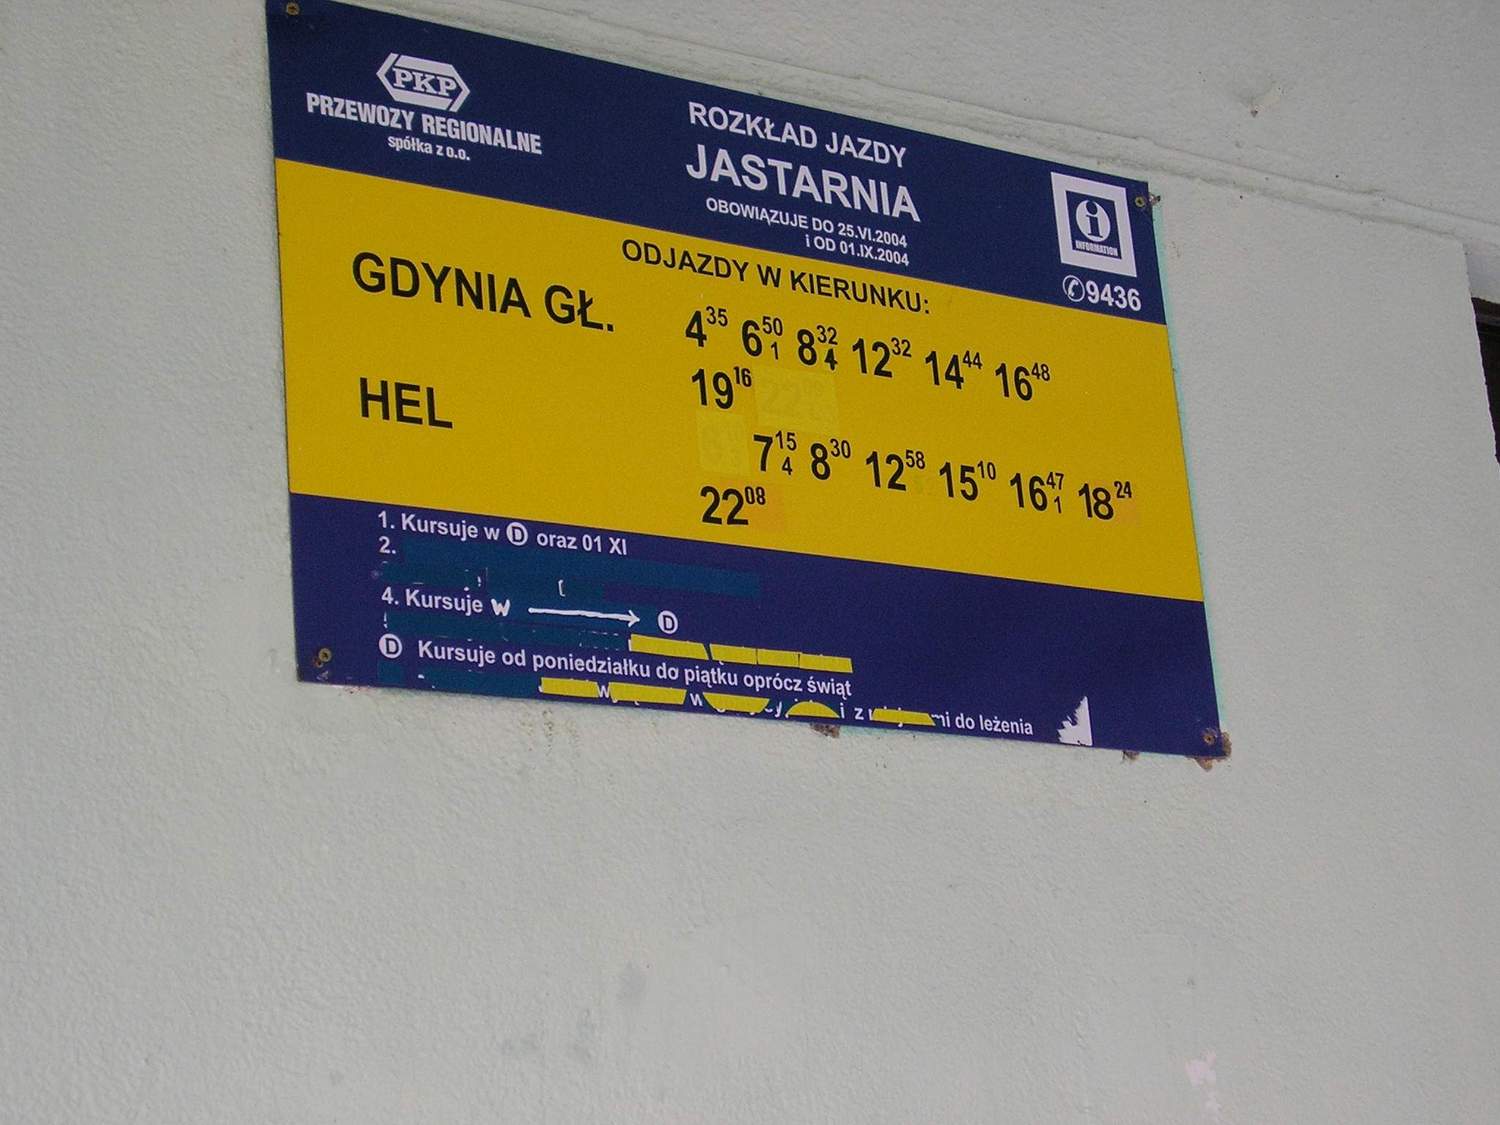 PKP
PRZEWOZY REGIONALNE
spółka z o.o.
ROZKŁAD JAZDY
JASTARNIA
OBOWIĄZUJE DO 25.VI.2004
i OD 01.IX.2004
i
INFORMATION
✆9436
ODJAZDY W KIERUNKU:
GDYNIA GŁ. 4 35 6 50 1 8 32 4 12 32 14 44 16 48
19 16
HEL 7 15 4 8 30 12 58 15 10 16 47 1 18 24
22 08
1. Kursuje w D oraz 01 XI
2.
4. Kursuje w → D
D Kursuje od poniedziałku do piątku oprócz świąt
i z do leżenia